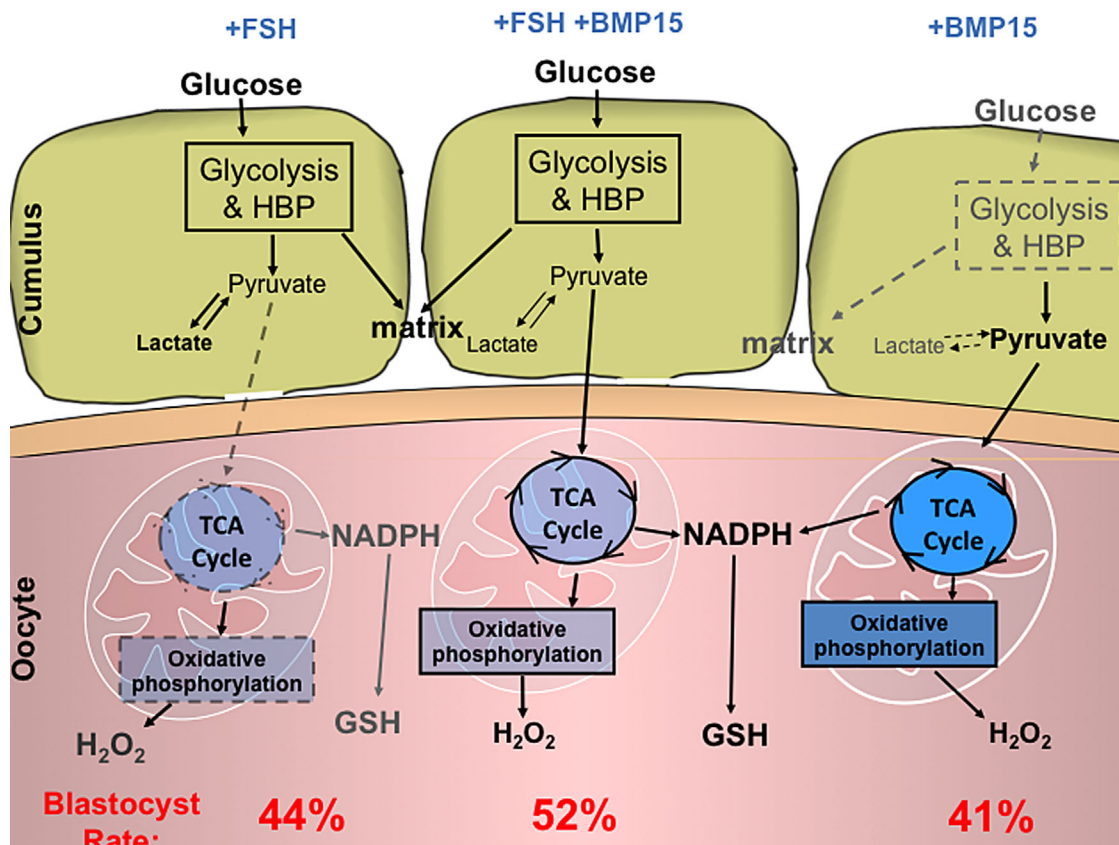 +FSH
+FSH +BMP15
+BMP15
Glucose
Glucose
Glucose
Glycolysis
& HBP
Glycolysis
& HBP
Glycolysis
& HBP
Cumulus
Pyruvate
Pyruvate
Pyruvate
Lactate
matrix
Lactate
matrix
Lactate
Oocyte
TCA
Cycle
NADPH
TCA
Cycle
NADPH
TCA
Cycle
Oxidative
phosphorylation
Oxidative
phosphorylation
Oxidative
phosphorylation
H₂O₂
GSH
H₂O₂
GSH
H₂O₂
Blastocyst
Rate:
44%
52%
41%